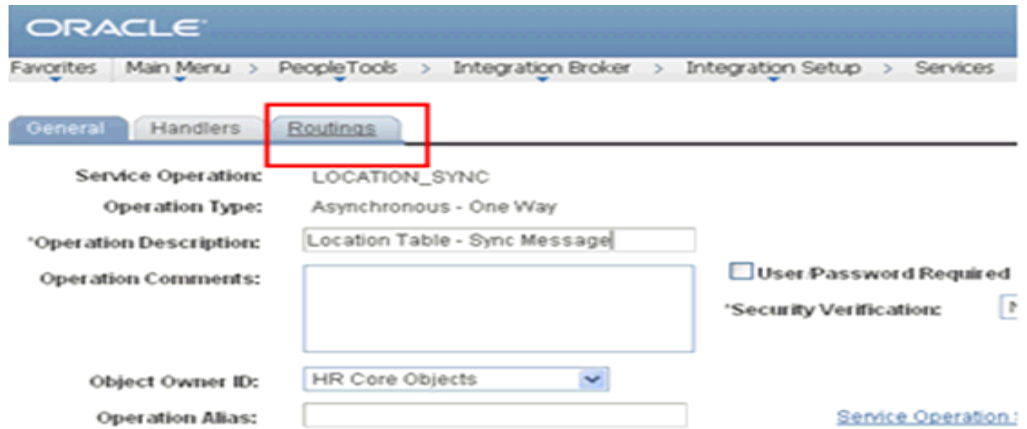 ORACLE
Favorites Main Menu > PeopleTools > Integration Broker > Integration Setup > Services
General Handlers Routings
Service Operation: LOCATION_SYNC
Operation Type: Asynchronous - One Way
*Operation Description: Location Table - Sync Message
Operation Comments: User/Password Required
*Security Verification:
Object Owner ID: HR Core Objects
Operation Alias: Service Operation